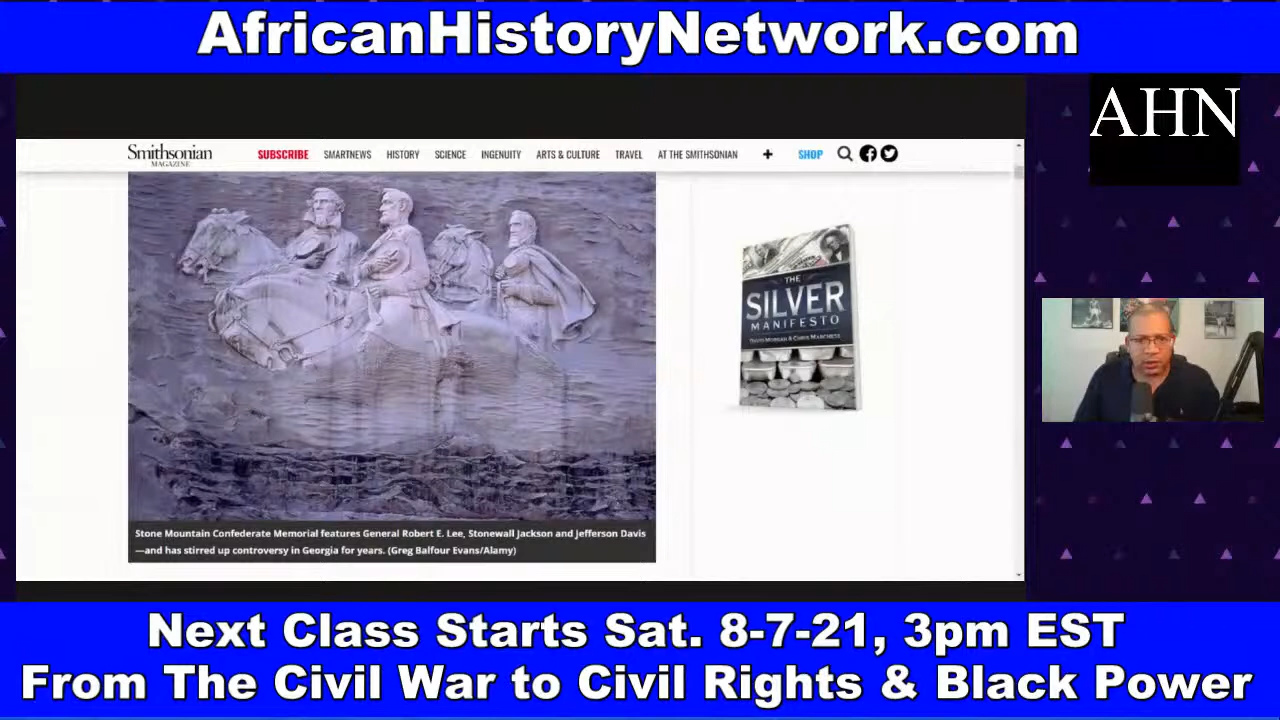 AfricanHistoryNetwork.com
AHN
Smithsonian
MAGAZINE
SUBSCRIBE SMARTNEWS HISTORY SCIENCE INGENUITY ARTS & CULTURE TRAVEL AT THE SMITHSONIAN + SHOP
THE
SILVER
MANIFESTO
Stone Mountain Confederate Memorial features General Robert E. Lee, Stonewall Jackson and Jefferson Davis
—and has stirred up controversy in Georgia for years. (Greg Balfour Evans/Alamy)
Next Class Starts Sat. 8-7-21, 3pm EST
From The Civil War to Civil Rights & Black Power